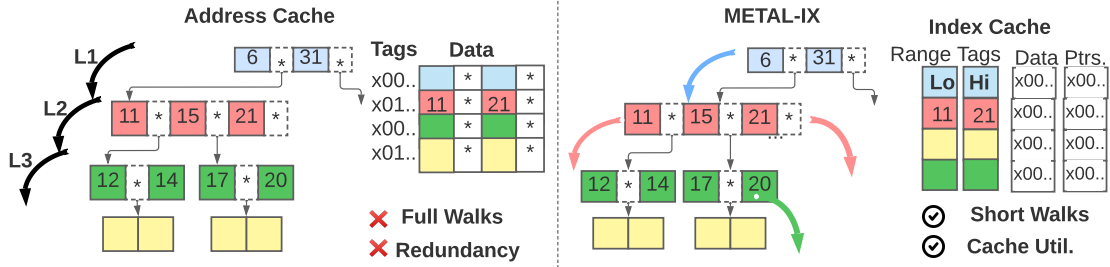 Address Cache
L1
L2
L3
6 * 31 *
11 * 15 * 21 *
12 * 14
17 * 20
Tags Data
x00.. * *
x01.. 11 * 21 *
x00.. * *
x01.. * *
Full Walks
Redundancy
METAL-IX
6 * 31 *
11 * 15 * 21 *
...
12 * 14
17 * 20
Index Cache
Range Tags Data Ptrs.
Lo Hi x00.. x00..
11 21 x00.. x00..
x00.. x00..
x00.. x00..
Short Walks
Cache Util.